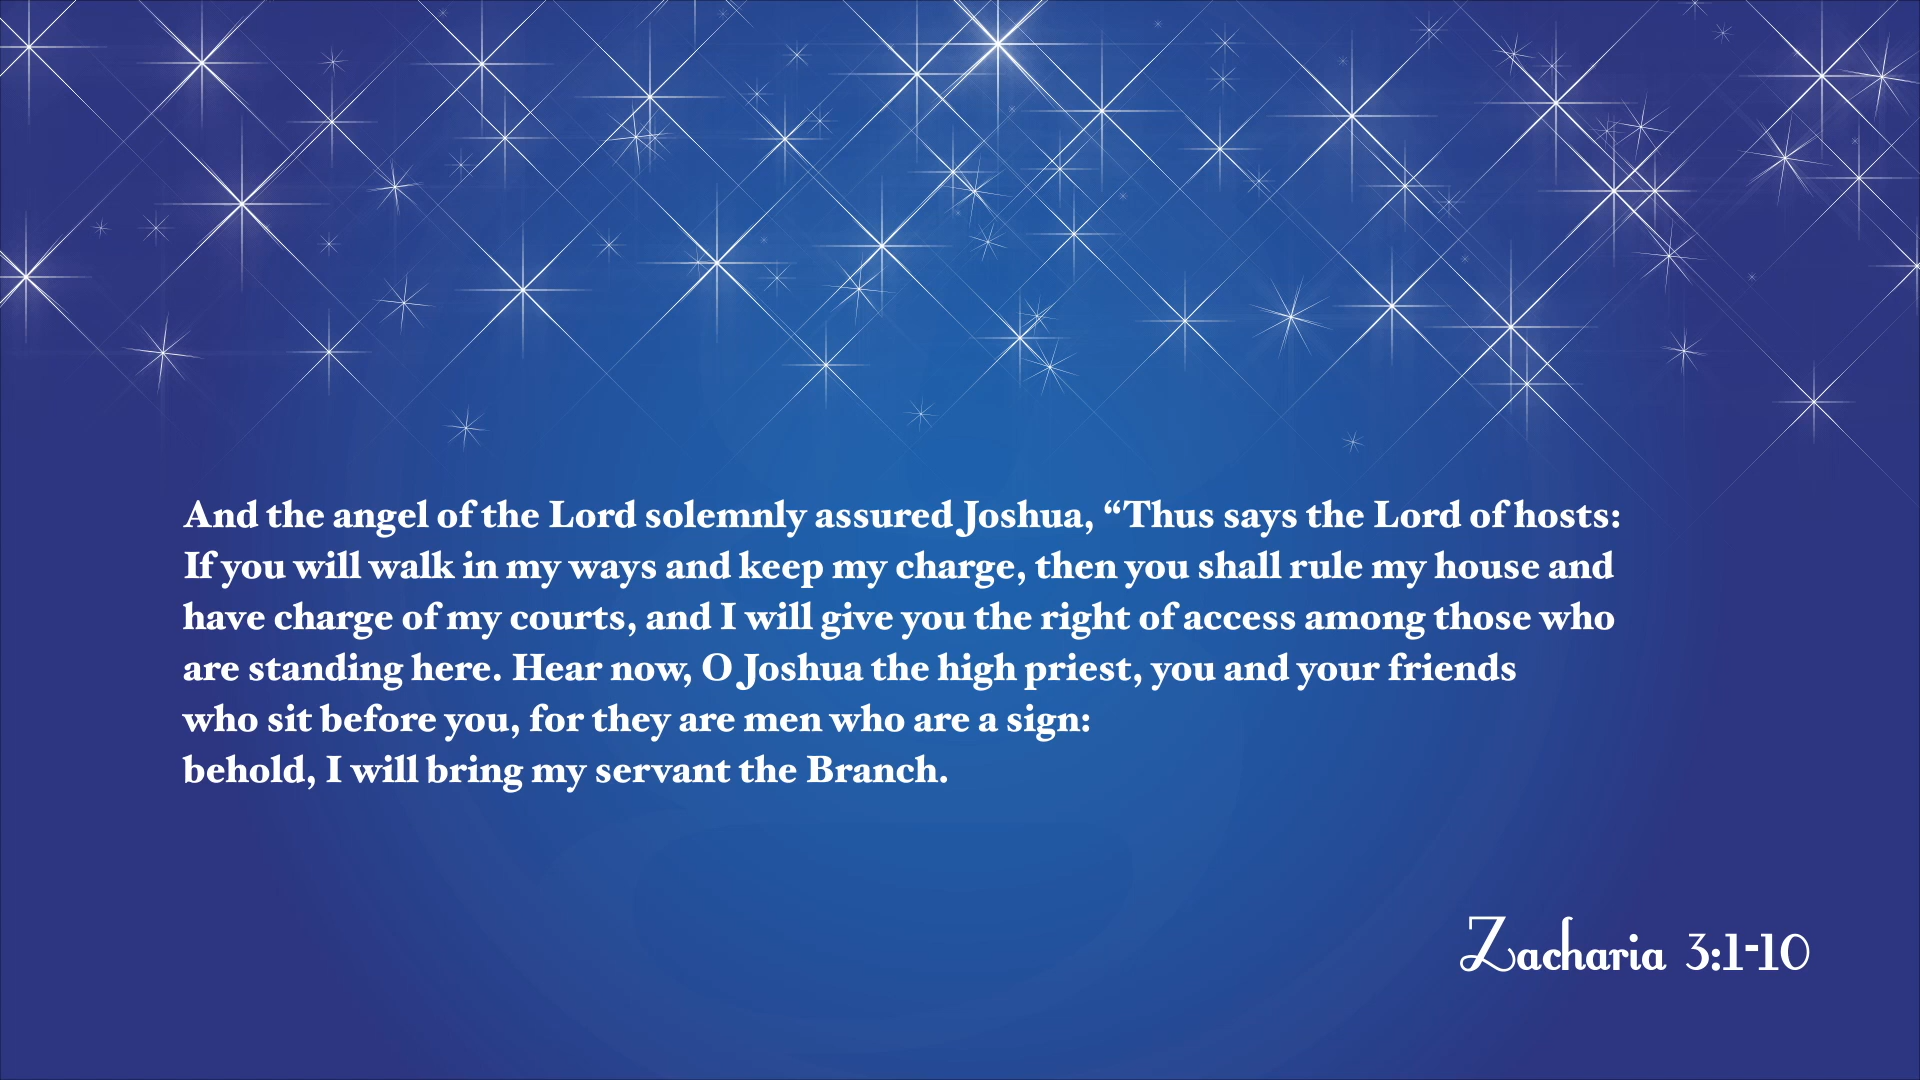 And the angel of the Lord solemnly assured Joshua, “Thus says the Lord of hosts:
If you will walk in my ways and keep my charge, then you shall rule my house and
have charge of my courts, and I will give you the right of access among those who
are standing here. Hear now, O Joshua the high priest, you and your friends
who sit before you, for they are men who are a sign:
behold, I will bring my servant the Branch.
Zacharia 3:1-10